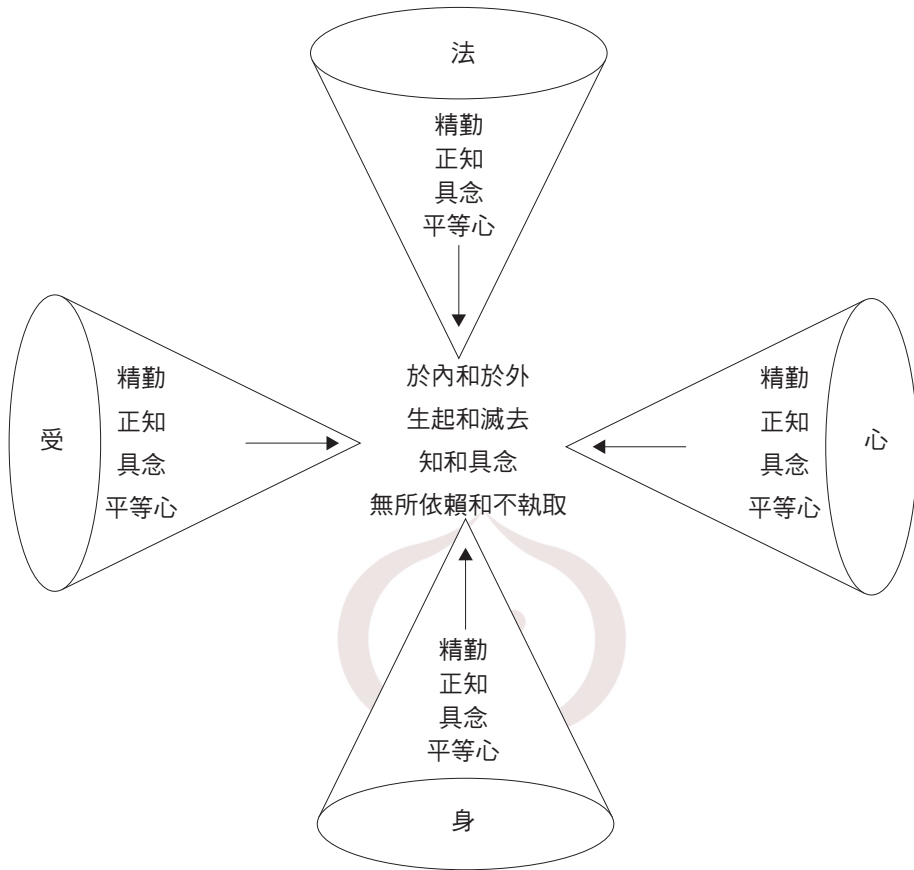 法
精勤
正知
具念
平等心
受
精勤
正知
具念
平等心
於內和於外
生起和滅去
知和具念
無所依賴和不執取
精勤
正知
具念
平等心
心
精勤
正知
具念
平等心
身